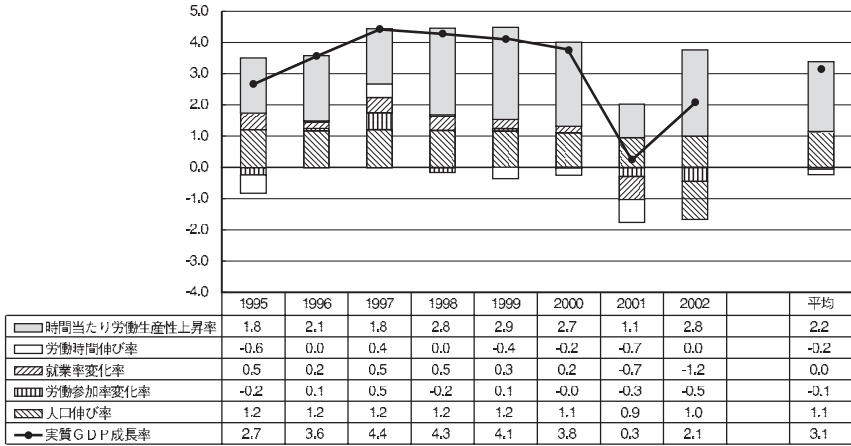 5.0
4.0
3.0
2.0
1.0
0.0
-1.0
-2.0
-3.0
-4.0
1995 1996 1997 1998 1999 2000 2001 2002 平均
時間当たり労働生産性上昇率 1.8 2.1 1.8 2.8 2.9 2.7 1.1 2.8 2.2
労働時間伸び率 -0.6 0.0 0.4 0.0 -0.4 -0.2 -0.7 0.0 -0.2
就業率変化率 0.5 0.2 0.5 0.5 0.3 0.2 -0.7 -1.2 0.0
労働参加率変化率 -0.2 0.1 0.5 -0.2 0.1 -0.0 -0.3 -0.5 -0.1
人口伸び率 1.2 1.2 1.2 1.2 1.2 1.1 0.9 1.0 1.1
実質GDP成長率 2.7 3.6 4.4 4.3 4.1 3.8 0.3 2.1 3.1